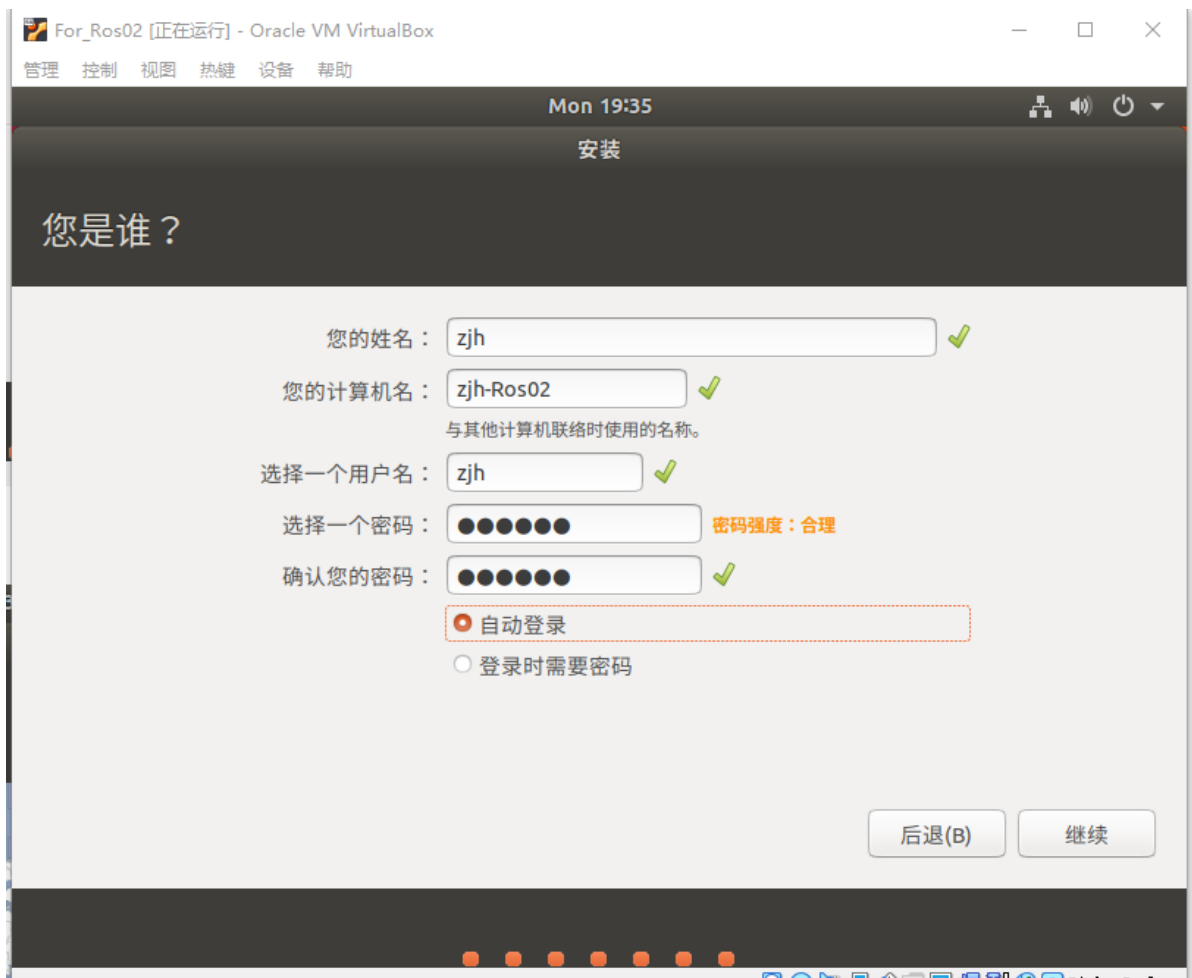 For_Ros02 [正在运行] - Oracle VM VirtualBox
管理 控制 视图 热键 设备 帮助
Mon 19:35
安装
您是谁？
您的姓名： zjh
您的计算机名： zjh-Ros02
与其他计算机联络时使用的名称。
选择一个用户名： zjh
选择一个密码： ●●●●●● 密码强度：合理
确认您的密码： ●●●●●●
自动登录
登录时需要密码
后退(B) 继续